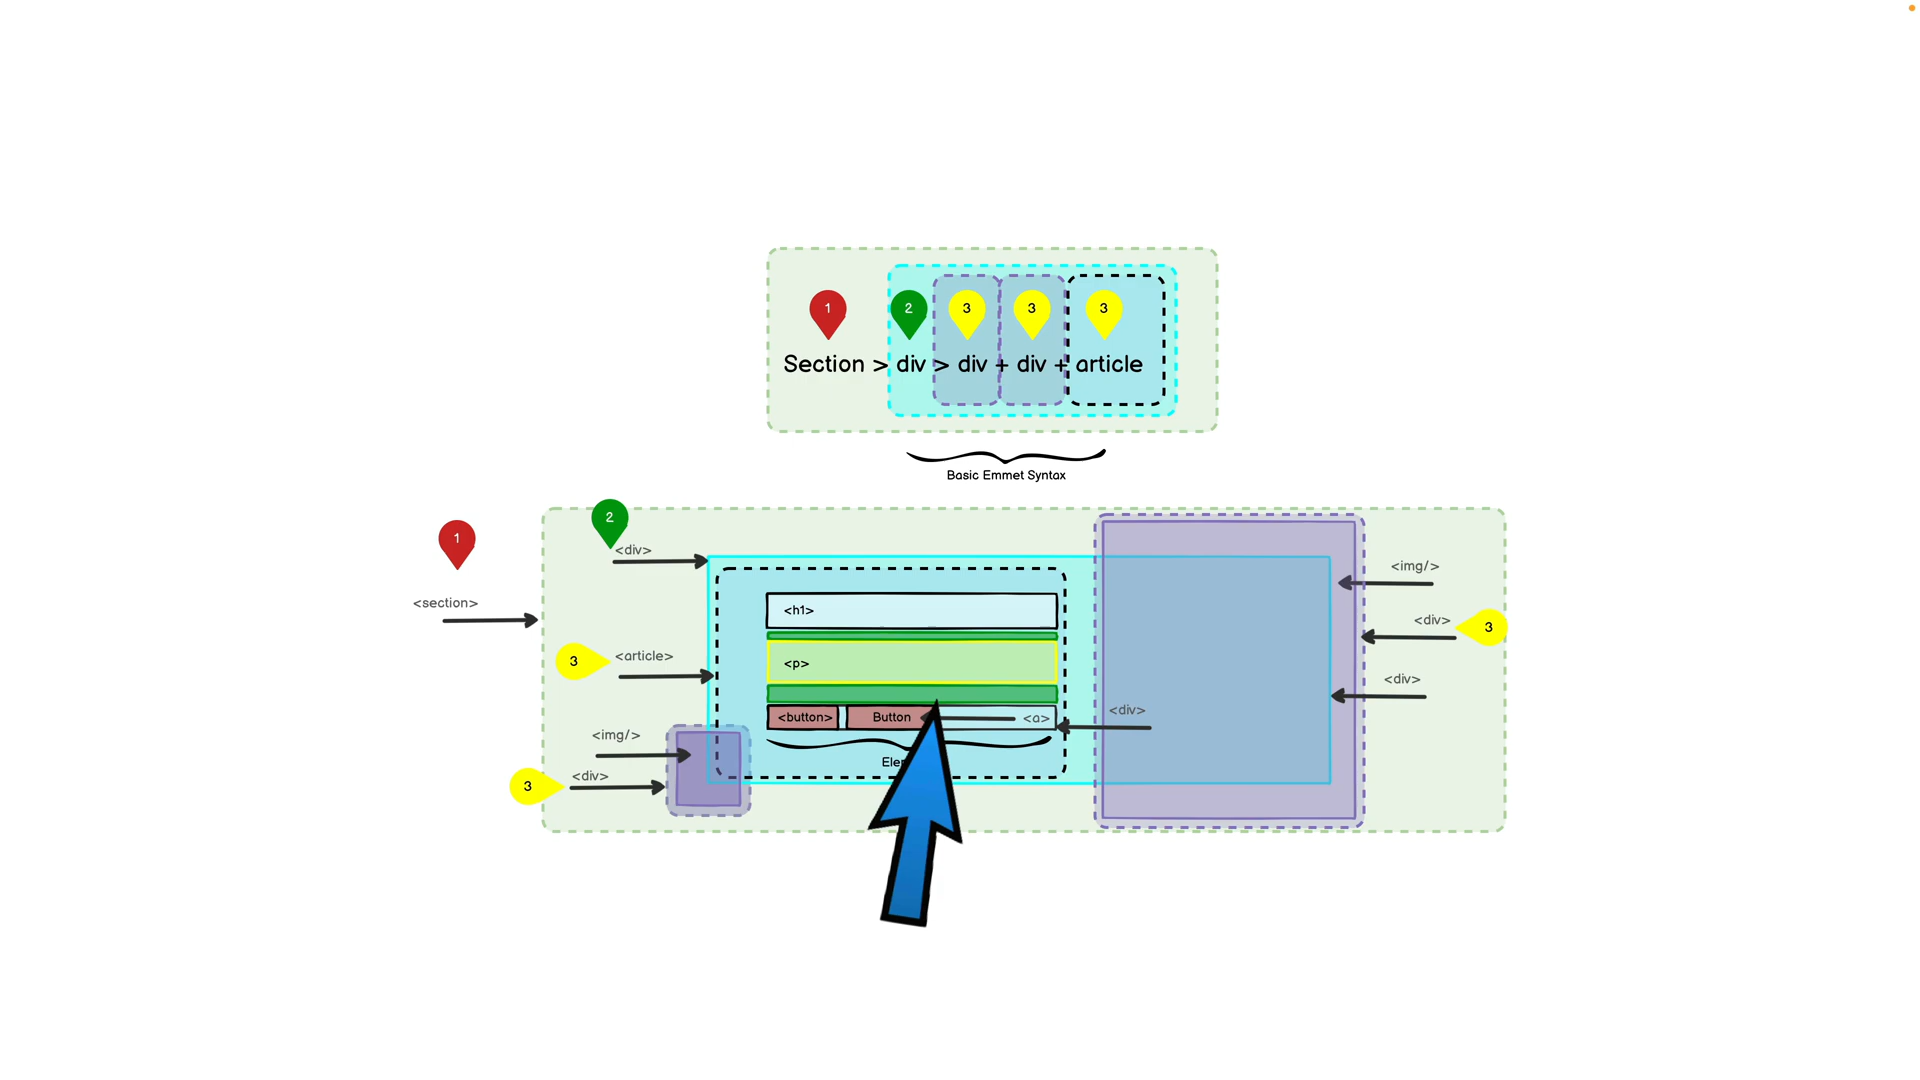 1
2
3
3
3
Section > div > div + div + article
Basic Emmet Syntax
1
2
<div>
<section>
<h1>
<img/>
<div>
3
3
<article>
<p>
<div>
<button>
Button
<a>
<div>
<img/>
<div>
3